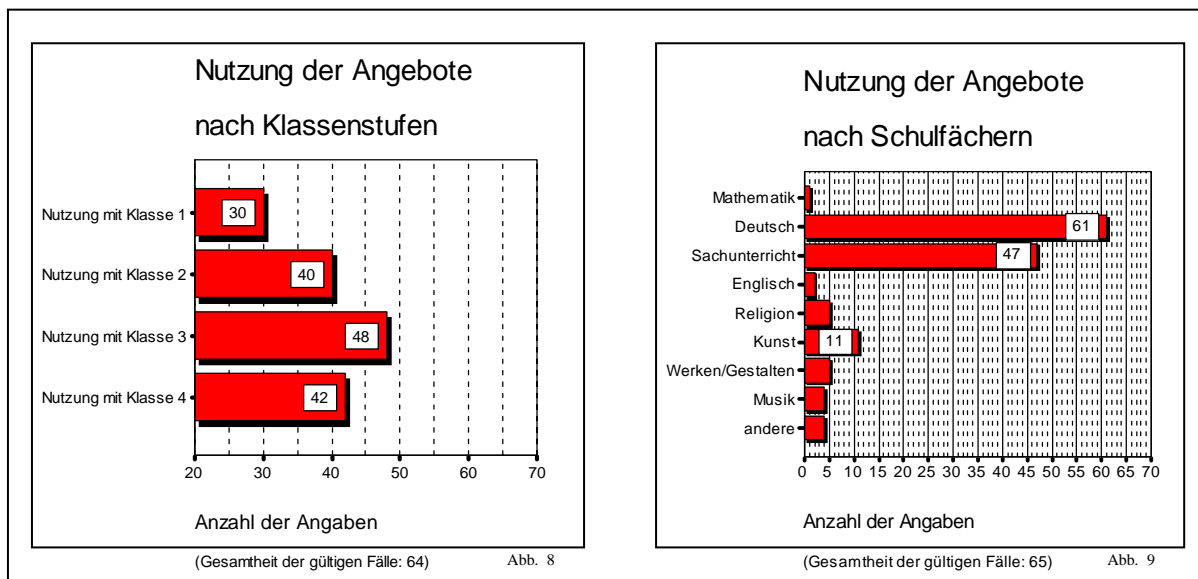 Nutzung der Angebote
nach Klassenstufen
Nutzung mit Klasse 1
30
Nutzung mit Klasse 2
40
Nutzung mit Klasse 3
48
Nutzung mit Klasse 4
42
20 30 40 50 60 70
Anzahl der Angaben
(Gesamtheit der gültigen Fälle: 64) Abb. 8
Nutzung der Angebote
nach Schulfächern
Mathematik
Deutsch
61
Sachunterricht
47
Englisch
Religion
Kunst
11
Werken/Gestalten
Musik
andere
0 5 10 15 20 25 30 35 40 45 50 55 60 65 70
Anzahl der Angaben
(Gesamtheit der gültigen Fälle: 65) Abb. 9